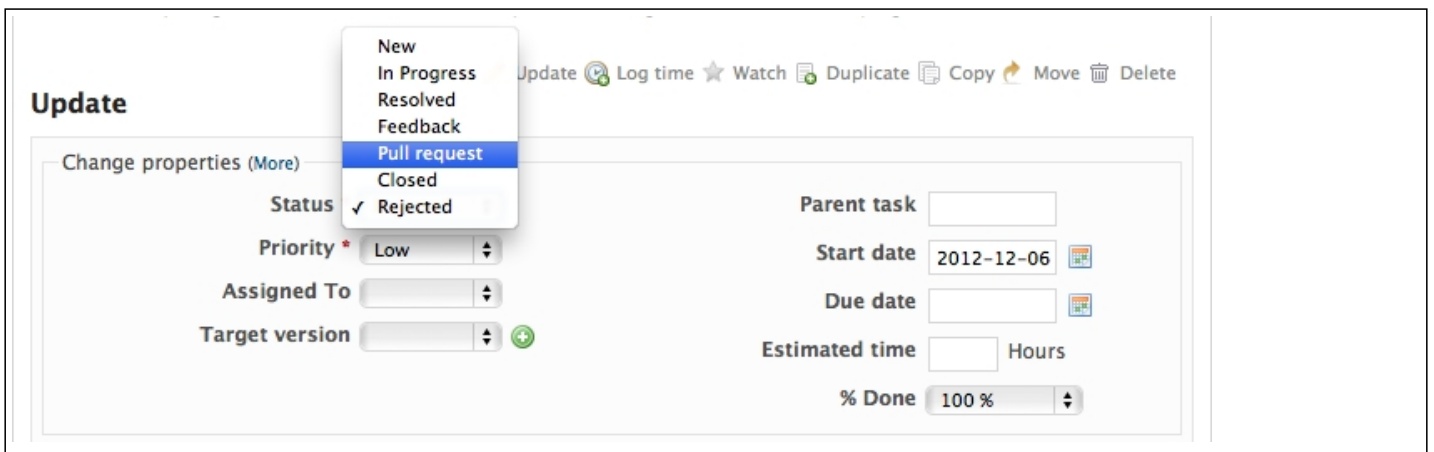 New
In Progress
Update Log time Watch Duplicate Copy Move Delete
Resolved
Update
Feedback
Pull request
Change properties (More)
Closed
Status ✓ Rejected
Parent task
Priority * Low
Start date 2012-12-06
Assigned To
Due date
Target version
Estimated time Hours
% Done 100 %